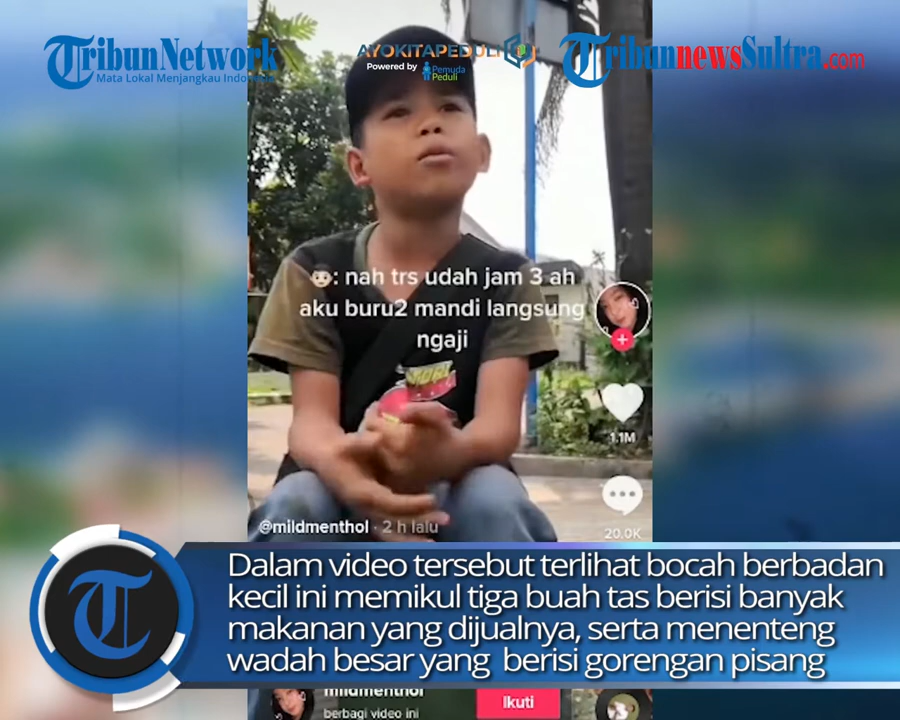 TribunNetwork
Mata Lokal Menjangkau Indonesia
AYOKITAPEDULI
Powered by Pemuda Peduli
TribunnewsSultra.com
: nah trs udah jam 3 ah
aku buru2 mandi langsung
ngaji
1.1M
20.0K
@mildmenthol · 2 h lalu
Dalam video tersebut terlihat bocah berbadan
kecil ini memikul tiga buah tas berisi banyak
makanan yang dijualnya, serta menenteng
wadah besar yang berisi gorengan pisang
mildmenthol
berbagi video ini
Ikuti